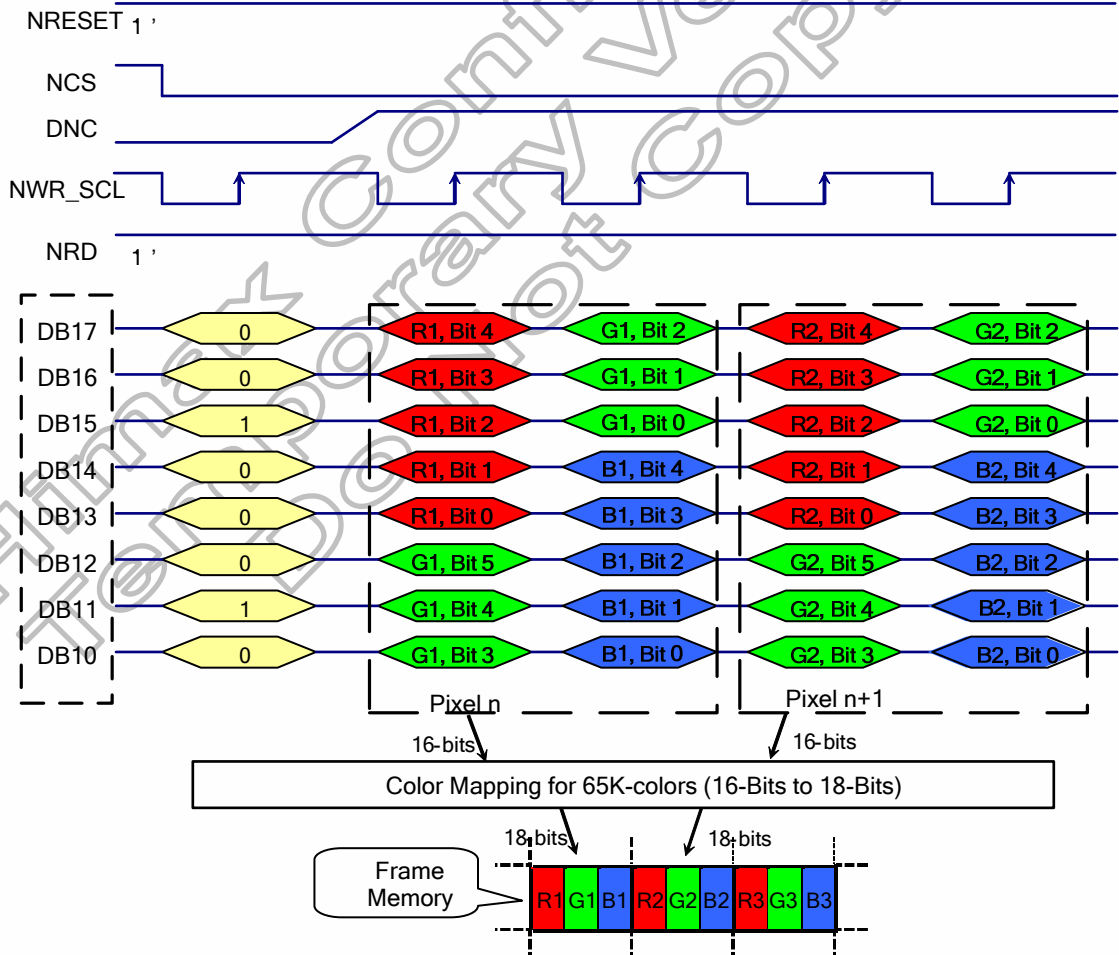 Himax Confi
Temporary Ve
Do Not Copy
NRESET 1 '
NCS
DNC
NWR_SCL
NRD 1 '
DB17 0 R1, Bit 4 G1, Bit 2 R2, Bit 4 G2, Bit 2
DB16 0 R1, Bit 3 G1, Bit 1 R2, Bit 3 G2, Bit 1
DB15 1 R1, Bit 2 G1, Bit 0 R2, Bit 2 G2, Bit 0
DB14 0 R1, Bit 1 B1, Bit 4 R2, Bit 1 B2, Bit 4
DB13 0 R1, Bit 0 B1, Bit 3 R2, Bit 0 B2, Bit 3
DB12 0 G1, Bit 5 B1, Bit 2 G2, Bit 5 B2, Bit 2
DB11 1 G1, Bit 4 B1, Bit 1 G2, Bit 4 B2, Bit 1
DB10 0 G1, Bit 3 B1, Bit 0 G2, Bit 3 B2, Bit 0
Pixel n Pixel n+1
16-bits 16-bits
Color Mapping for 65K-colors (16-Bits to 18-Bits)
18-bits 18-bits
Frame
Memory
R1 G1 B1 R2 G2 B2 R3 G3 B3